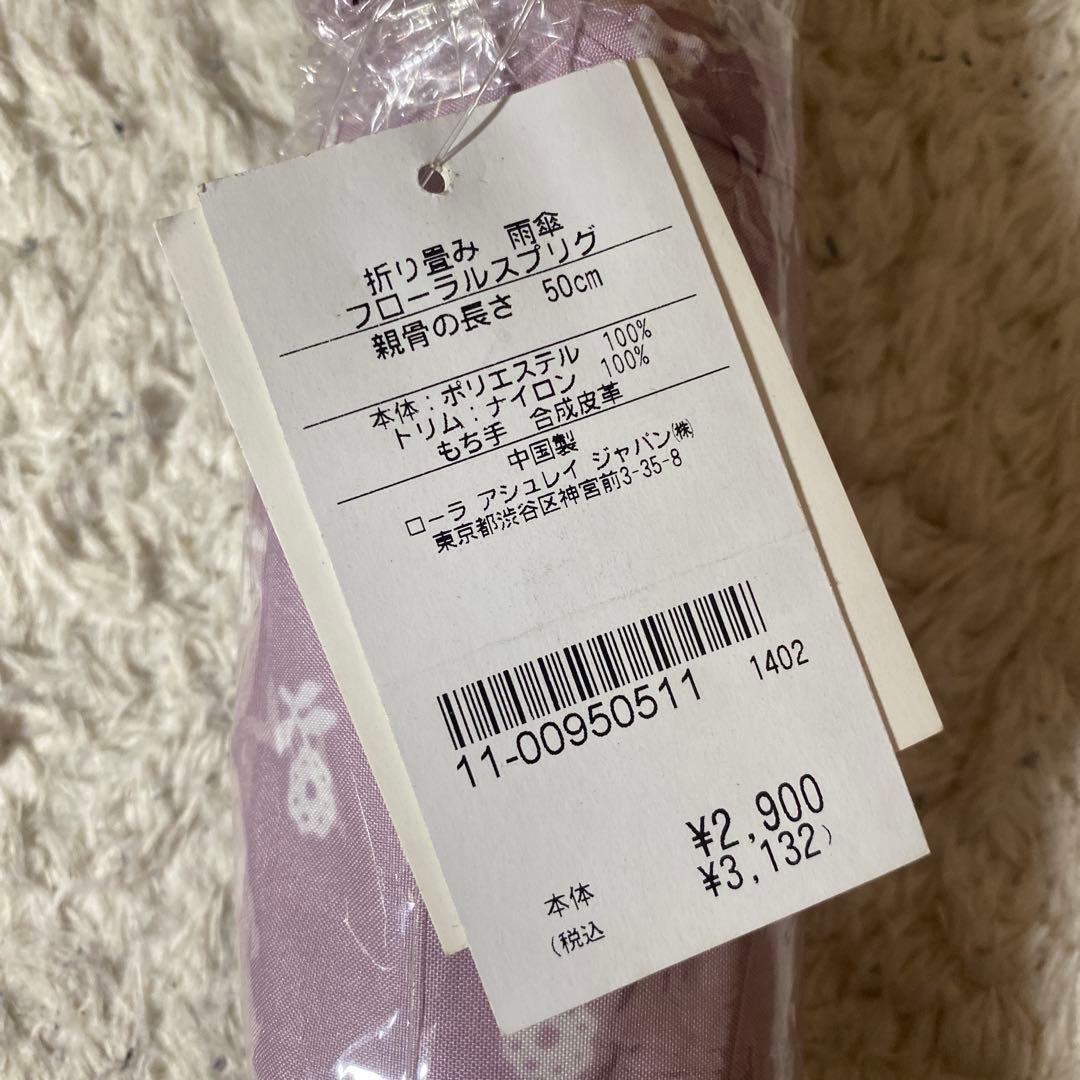 折り畳み 雨傘
フローラルスプリグ
親骨の長さ 50cm
本体:ポリエステル 100%
トリム:ナイロン 100%
もち手 合成皮革
中国製
ローラ アシュレイ ジャパン㈱
東京都渋谷区神宮前3-35-8
11-00950511 1402
本体 ¥2,900
(税込 ¥3,132)